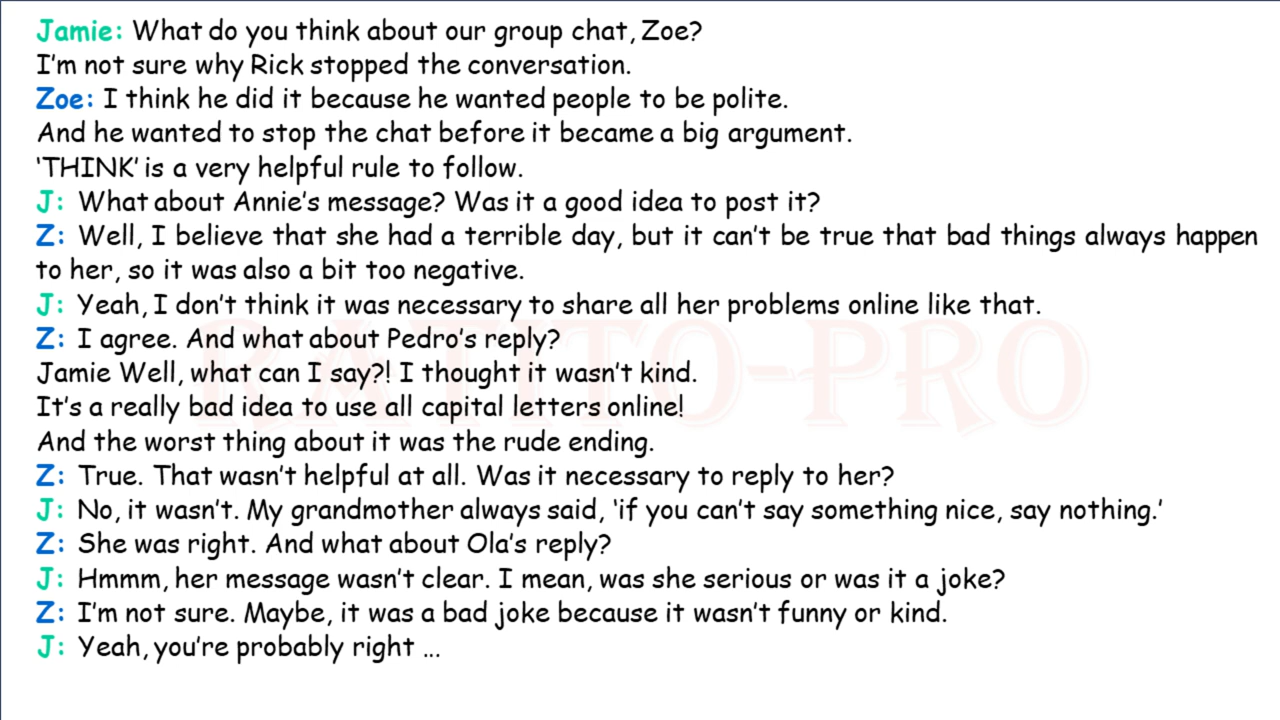 Jamie: What do you think about our group chat, Zoe?
I'm not sure why Rick stopped the conversation.
Zoe: I think he did it because he wanted people to be polite.
And he wanted to stop the chat before it became a big argument.
'THINK' is a very helpful rule to follow.
J: What about Annie's message? Was it a good idea to post it?
Z: Well, I believe that she had a terrible day, but it can't be true that bad things always happen
to her, so it was also a bit too negative.
J: Yeah, I don't think it was necessary to share all her problems online like that.
Z: I agree. And what about Pedro's reply?
Jamie Well, what can I say?! I thought it wasn't kind.
It's a really bad idea to use all capital letters online!
And the worst thing about it was the rude ending.
Z: True. That wasn't helpful at all. Was it necessary to reply to her?
J: No, it wasn't. My grandmother always said, 'if you can't say something nice, say nothing.'
Z: She was right. And what about Ola's reply?
J: Hmmm, her message wasn't clear. I mean, was she serious or was it a joke?
Z: I'm not sure. Maybe, it was a bad joke because it wasn't funny or kind.
J: Yeah, you're probably right ...
RATITO-PRO